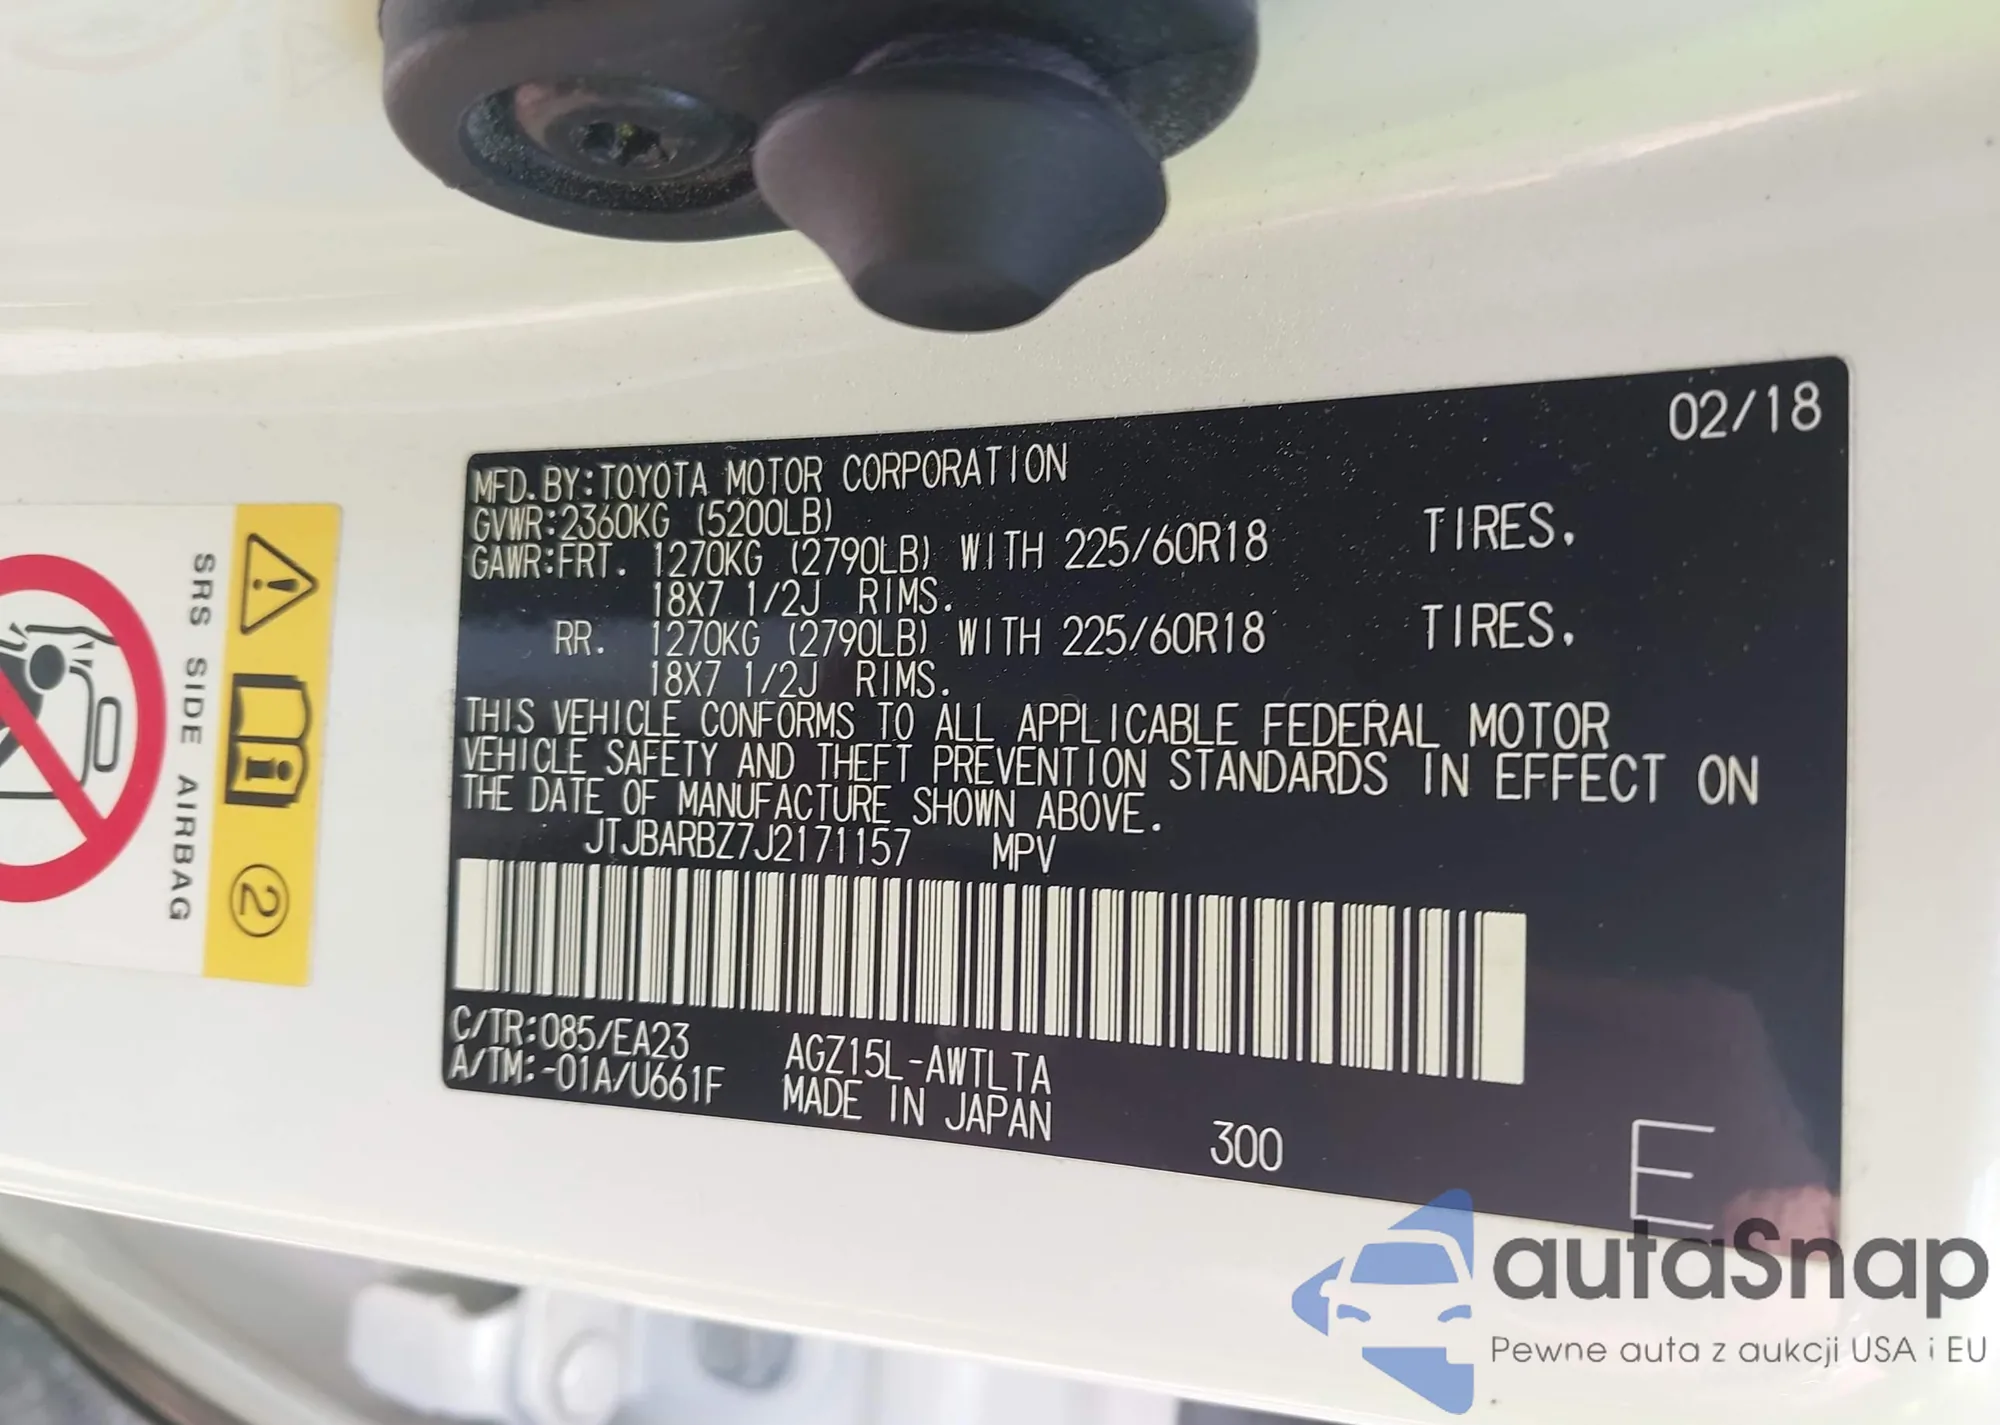 02/18
MFD.BY:TOYOTA MOTOR CORPORATION
GVWR:2360KG (5200LB)
GAWR:FRT. 1270KG (2790LB) WITH 225/60R18 TIRES.
18X7 1/2J RIMS.
RR. 1270KG (2790LB) WITH 225/60R18 TIRES.
18X7 1/2J RIMS.
THIS VEHICLE CONFORMS TO ALL APPLICABLE FEDERAL MOTOR
VEHICLE SAFETY AND THEFT PREVENTION STANDARDS IN EFFECT ON
THE DATE OF MANUFACTURE SHOWN ABOVE.
JTJBARBZ7J2171157 MPV
C/TR:085/EA23 AGZ15L-AWTLTA
A/TM:-01A/U661F MADE IN JAPAN
300
E
SRS SIDE AIRBAG
2
autaSnap
Pewne auta z aukcji USA i EU